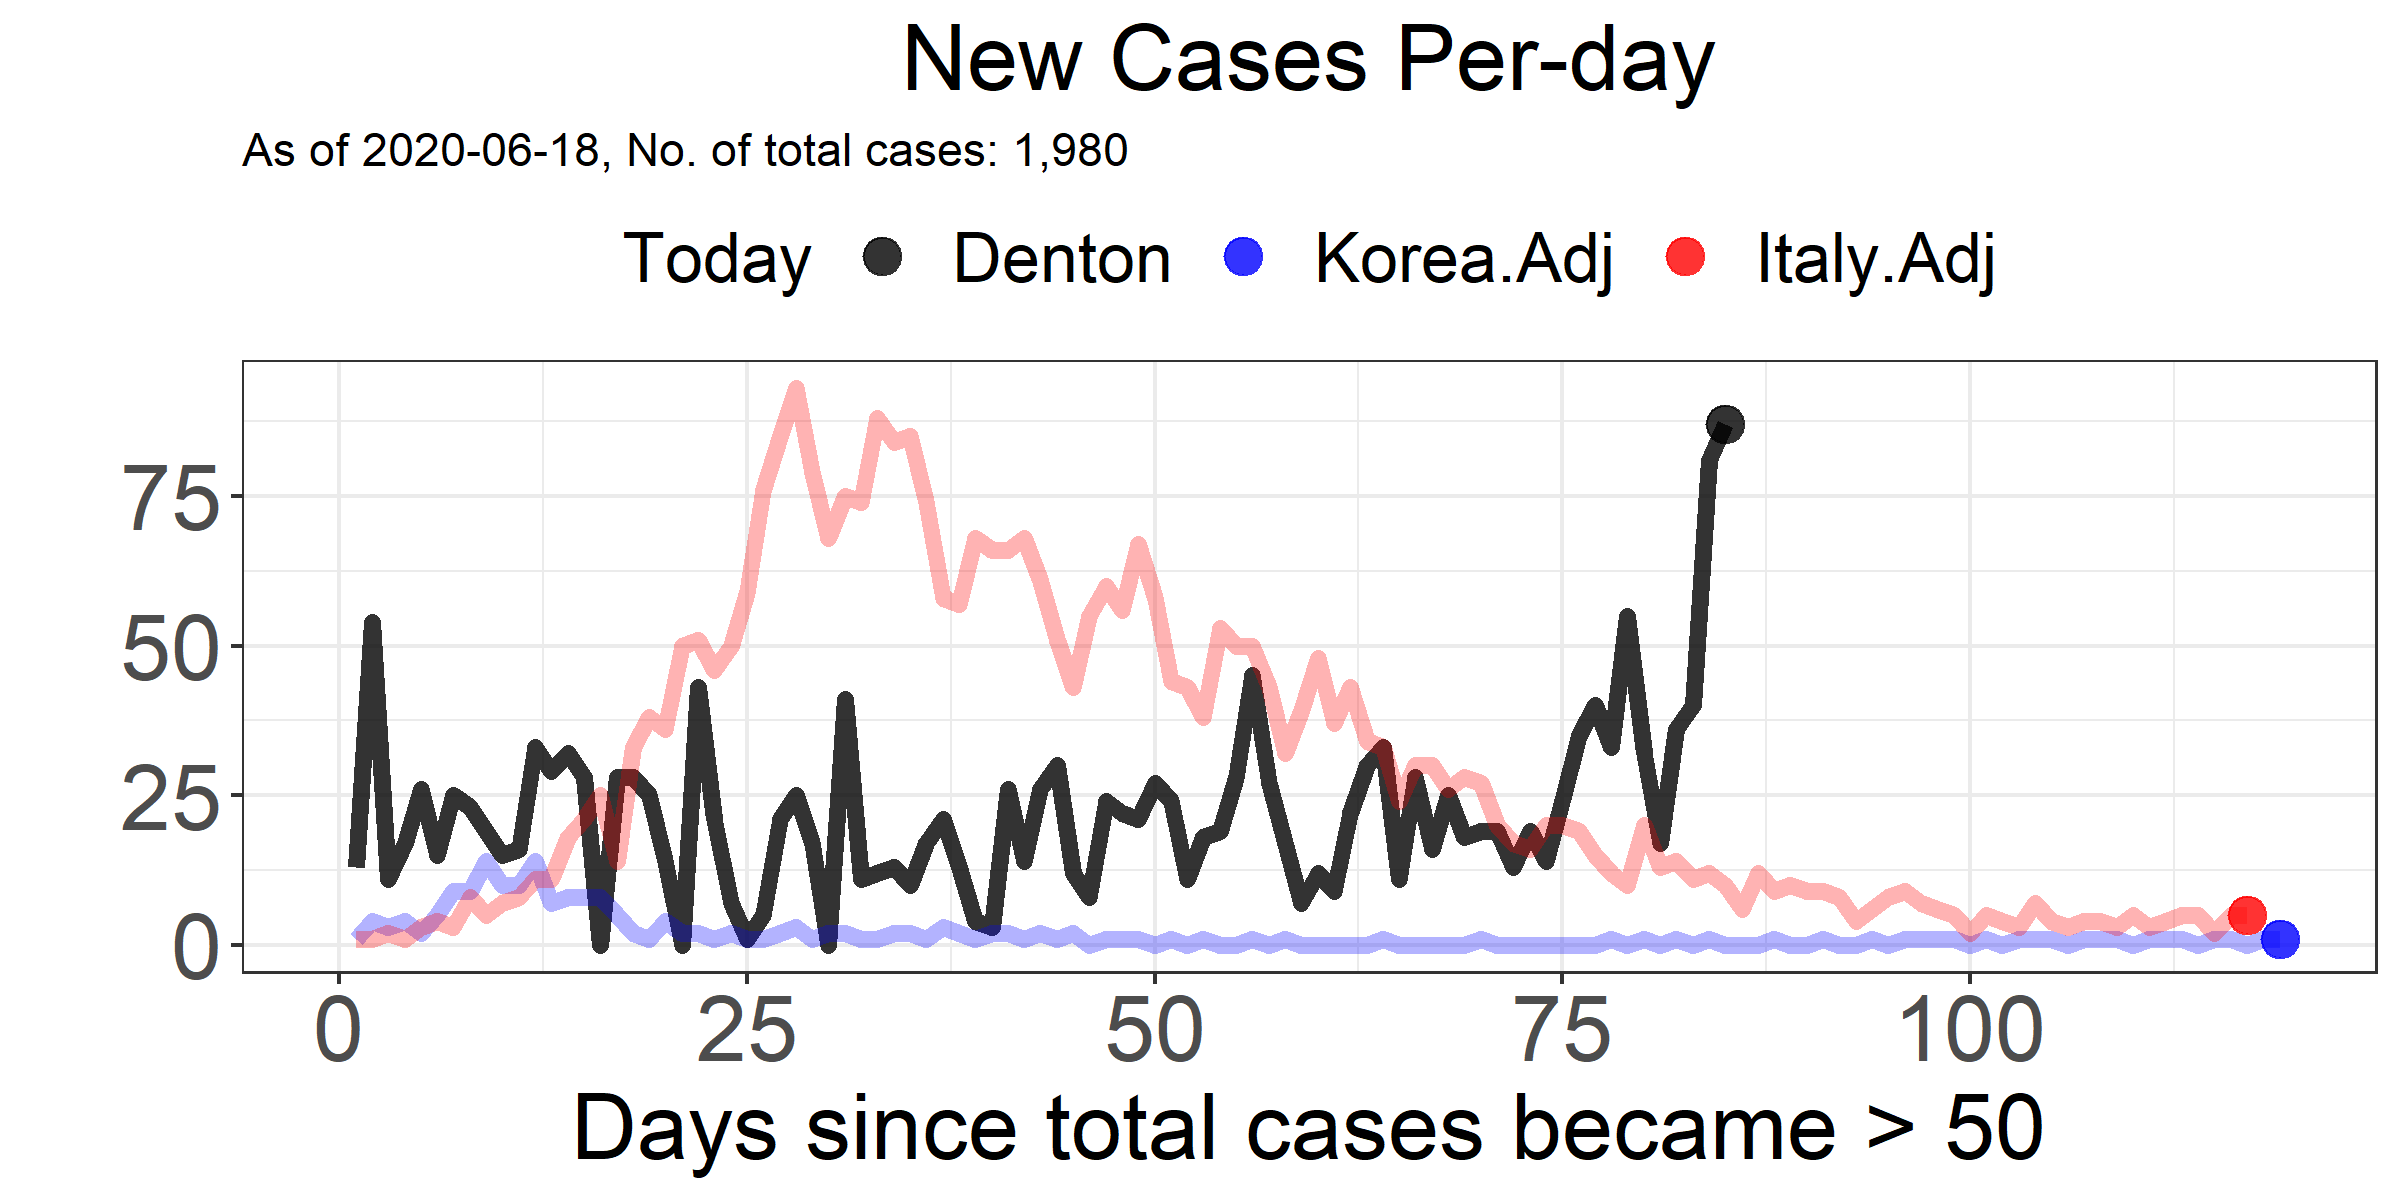 New Cases Per-day
As of 2020-06-18, No. of total cases: 1,980
Today Denton Korea.Adj Italy.Adj
75
50
25
0
0 25 50 75 100
Days since total cases became > 50